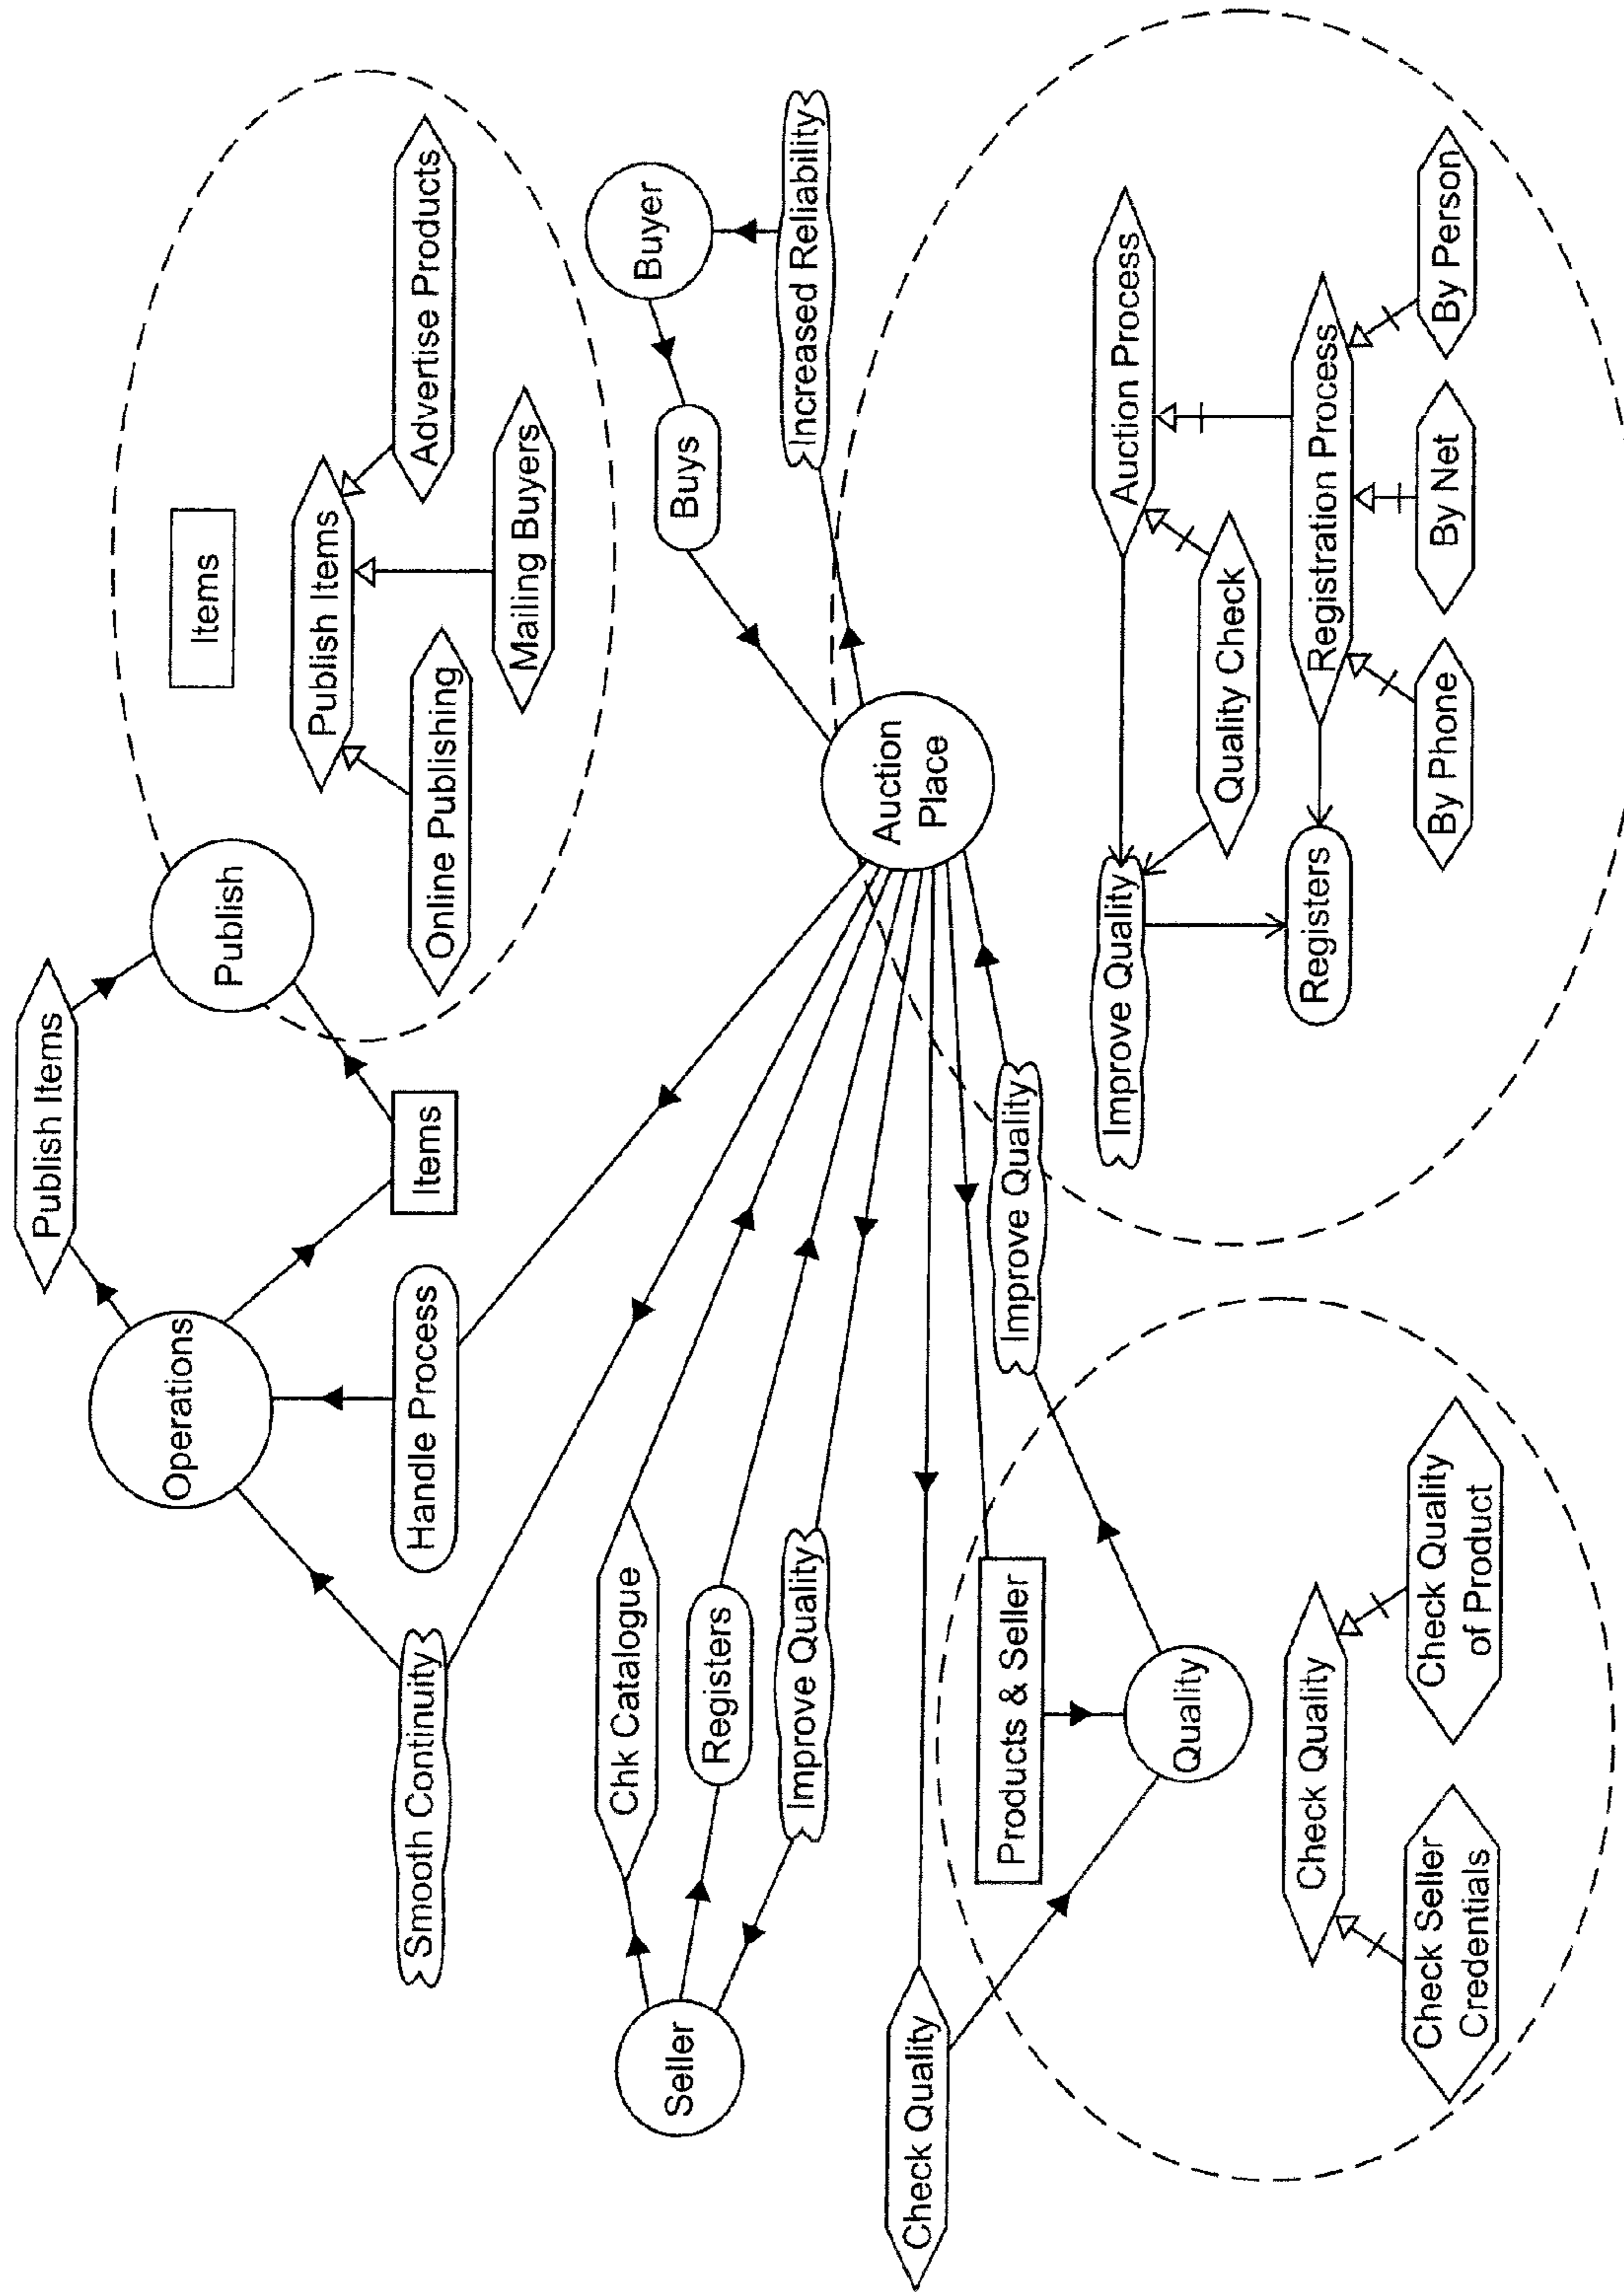 Publish Items
Operations
Publish
Items
Items
Publish Items
Online Publishing
Mailing Buyers
Advertise Products
Handle Process
Smooth Continuity
Seller
Chk Catalogue
Registers
Improve Quality
Buyer
Buys
Increased Reliability
Auction
Place
Check Quality
Products & Seller
Improve Quality
Quality
Check Quality
Check Seller
Credentials
Check Quality
of Product
Auction Process
Improve Quality
Quality Check
Registers
Registration Process
By Phone
By Net
By Person